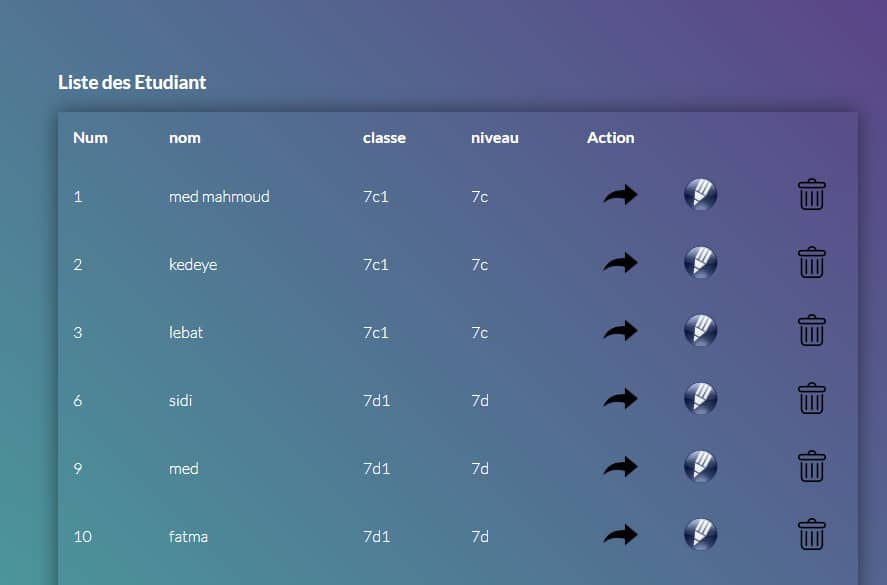 Liste des Etudiant
Num nom classe niveau Action
1 med mahmoud 7c1 7c
2 kedeye 7c1 7c
3 lebat 7c1 7c
6 sidi 7d1 7d
9 med 7d1 7d
10 fatma 7d1 7d